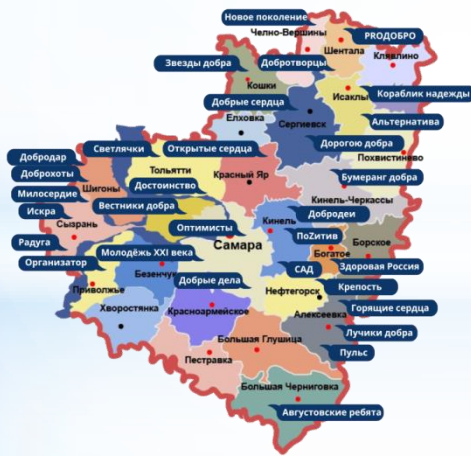 Новое поколение
Челно-Вершины
Шентала
PROДОБРО
Клявлино
Звезды добра
Добротворцы
Кошки
Исаклы
Кораблик надежды
Добрые сердца
Елховка
Сергиевск
Альтернатива
Светлячки
Открытые сердца
Дорогою добра
Похвистнево
Добродар
Доброхоты
Шигоны
Тольятти
Красный Яр
Бумеранг добра
Милосердие
Достоинство
Кинель-Черкассы
Искра
Вестники добра
Сызрань
Кинель
Добродеи
Радуга
Оптимисты
Самара
ПоZитив
Борское
Организатор
Молодёжь XXI века
Богатое
Безенчук
САД
Здоровая Россия
Приволжье
Добрые дела
Нефтегорск
Крепость
Хворостянка
Красноармейское
Алексеевка
Горящие сердца
Лучики добра
Большая Глушица
Пестравка
Пульс
Большая Черниговка
Августовские ребята